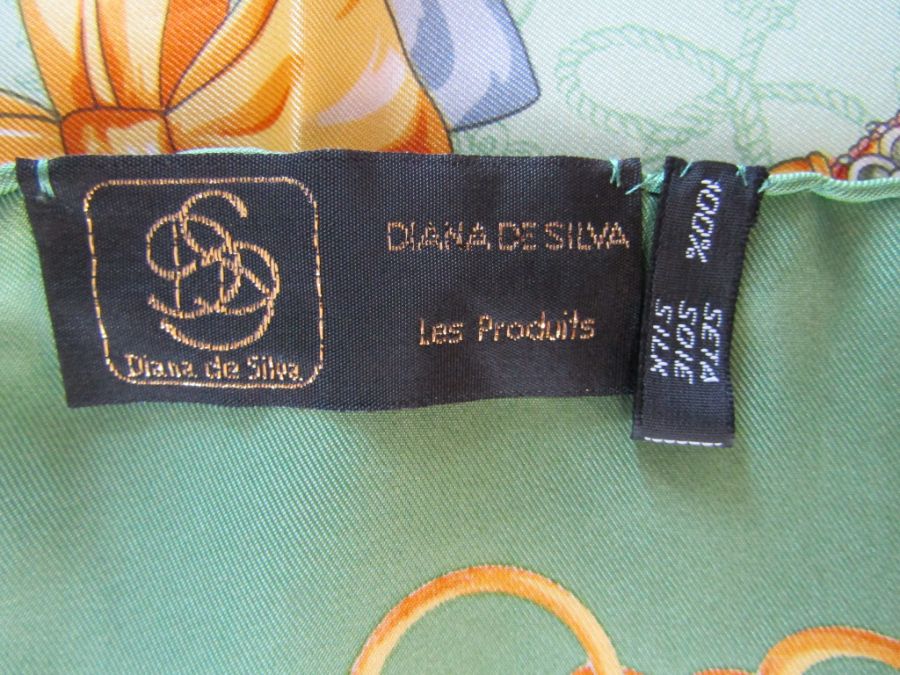 Diana de Silva
DIANA DE SILVA
Les Produits
100%
SETA
SOIE
SILK